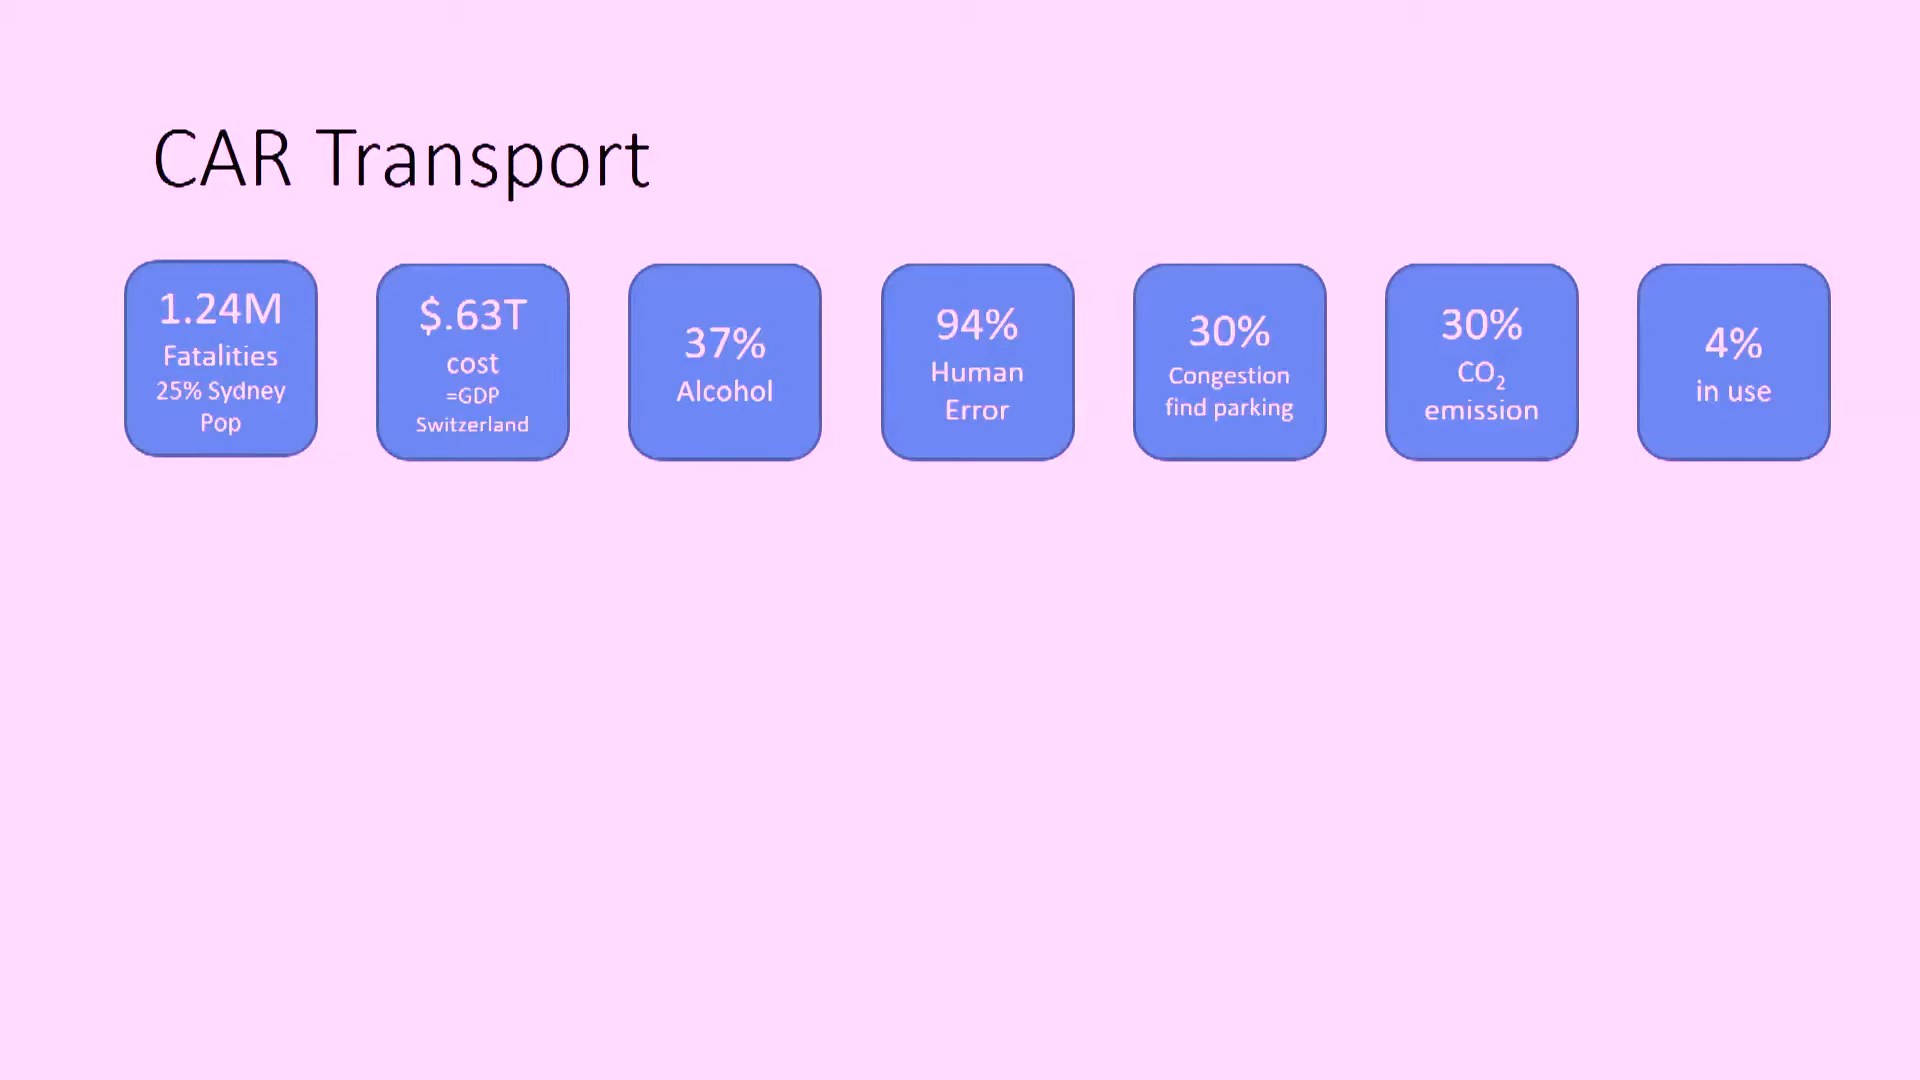 CAR Transport
1.24M
Fatalities
25% Sydney
Pop
$.63T
cost
=GDP
Switzerland
37%
Alcohol
94%
Human
Error
30%
Congestion
find parking
30%
CO₂
emission
4%
in use